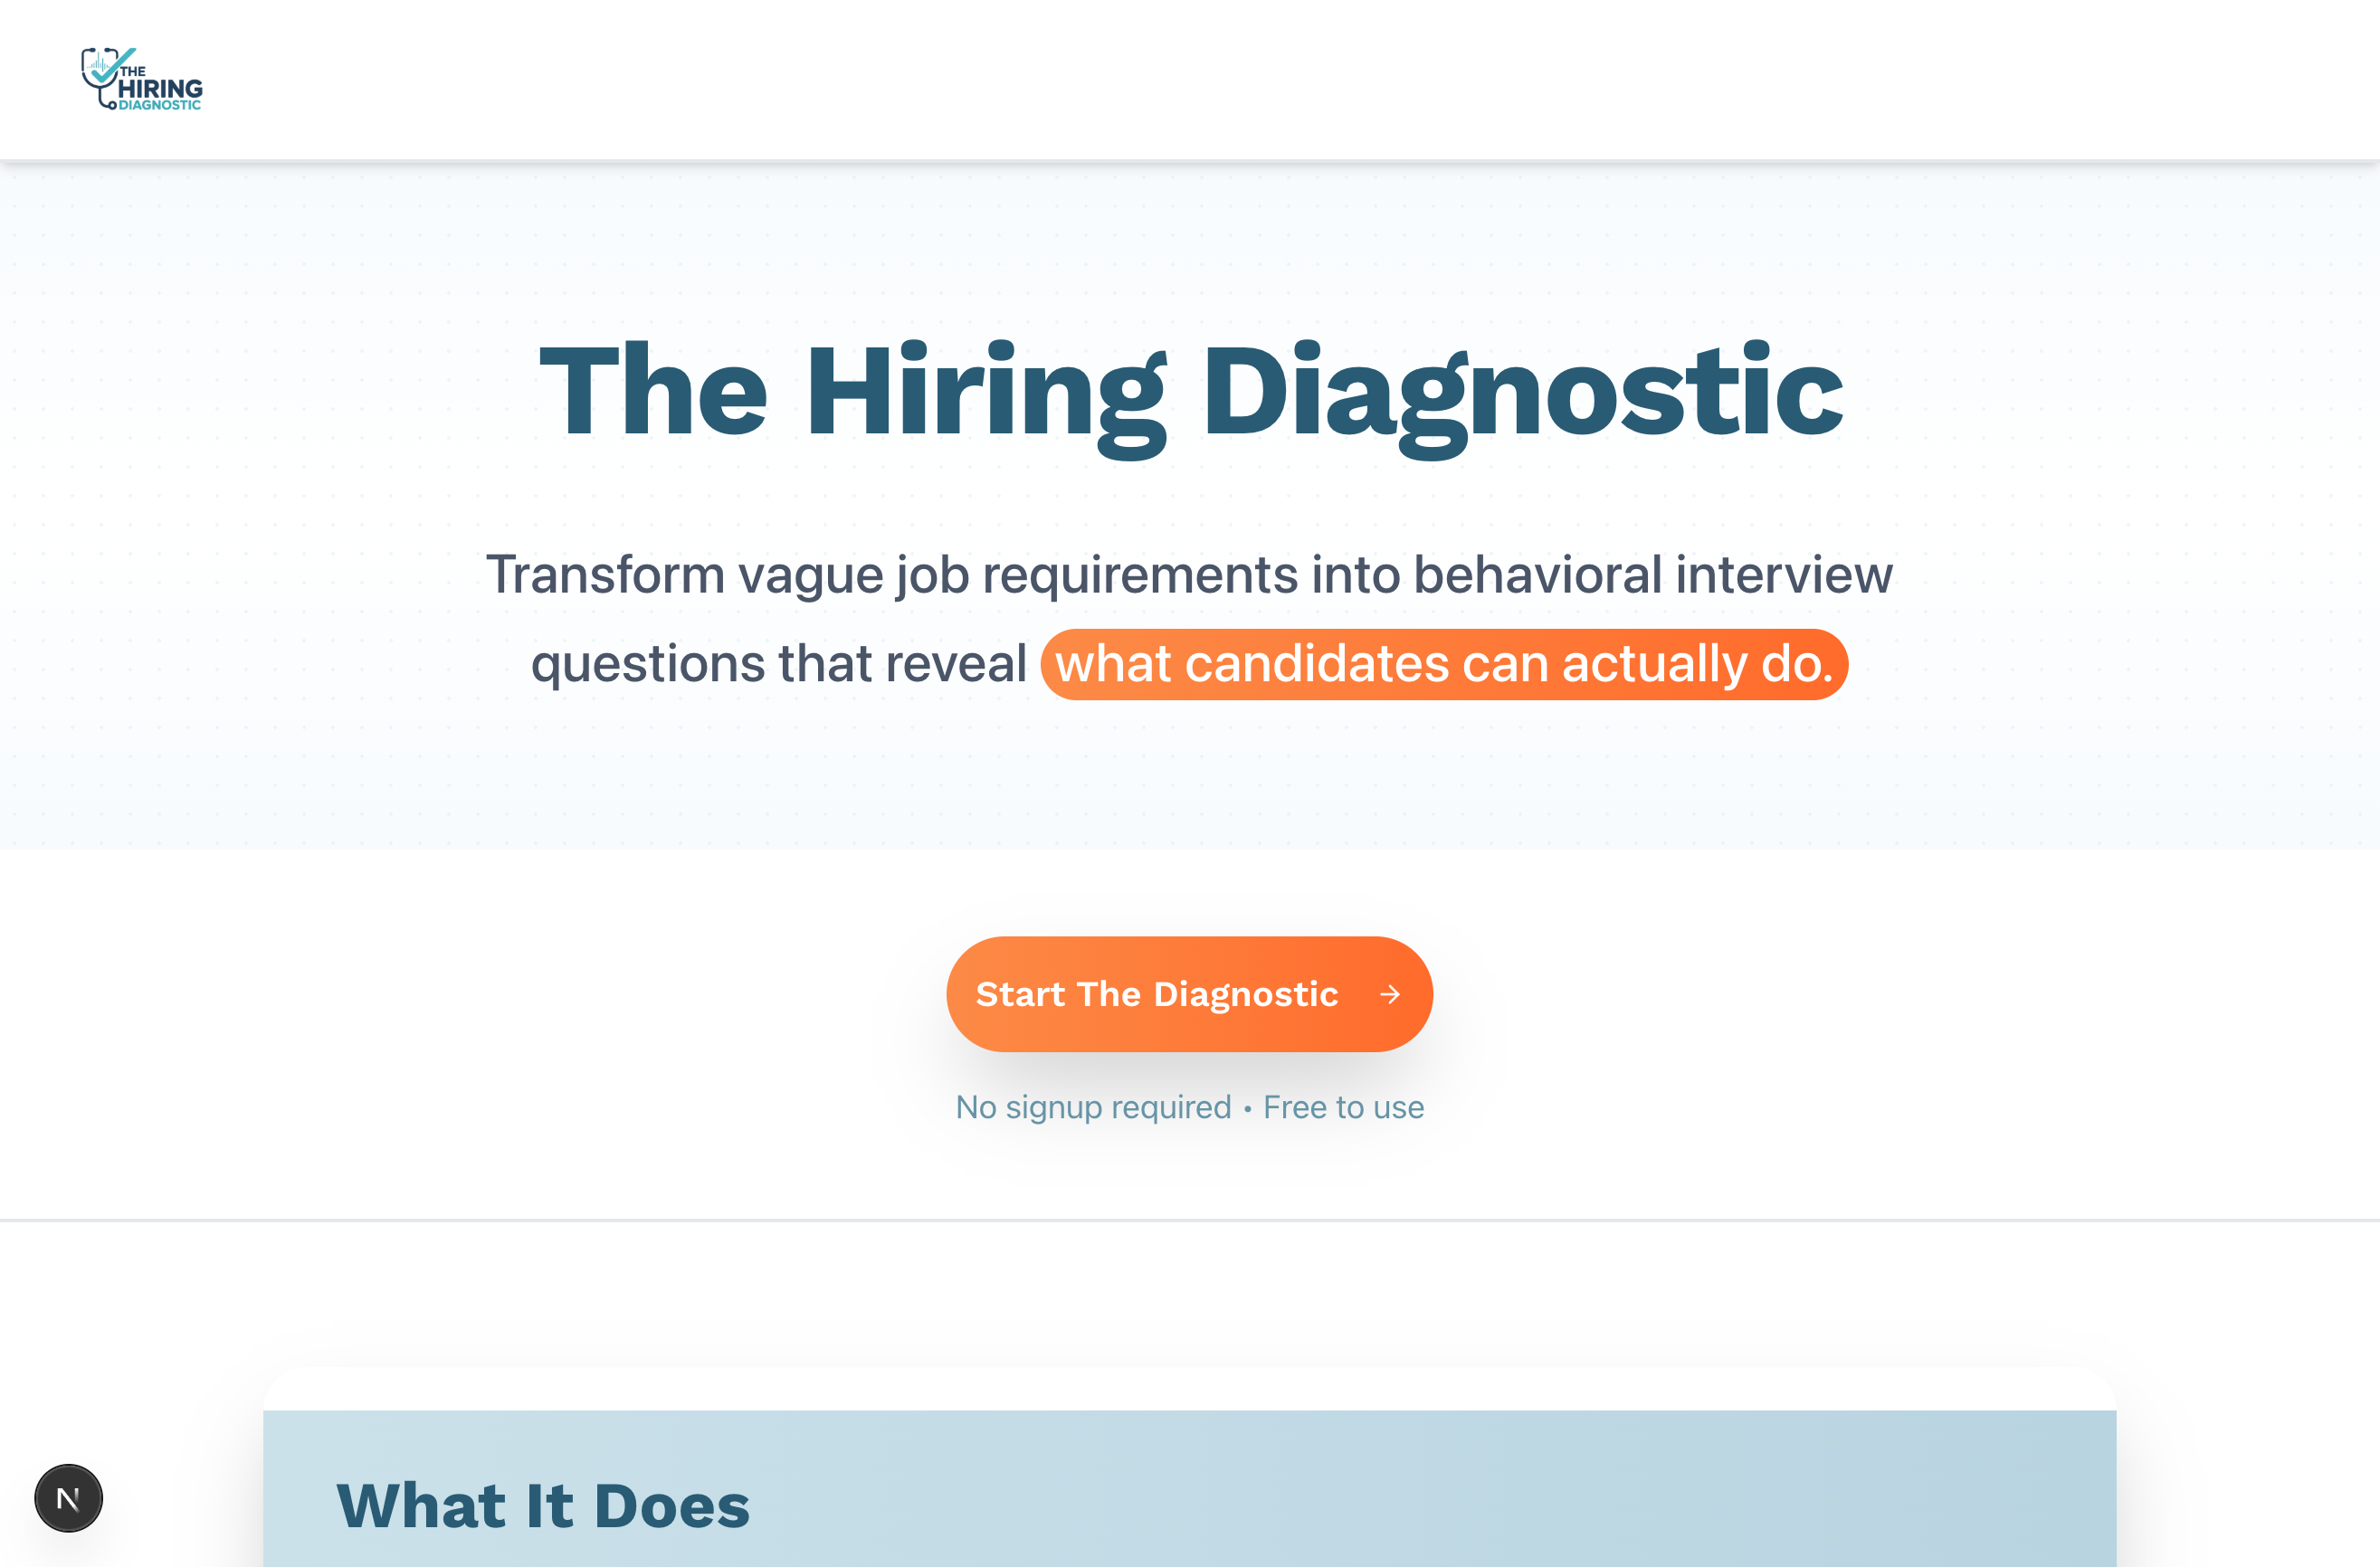 THE
HIRING
DIAGNOSTIC
The Hiring Diagnostic
Transform vague job requirements into behavioral interview
questions that reveal what candidates can actually do.
Start The Diagnostic →
No signup required • Free to use
What It Does
N